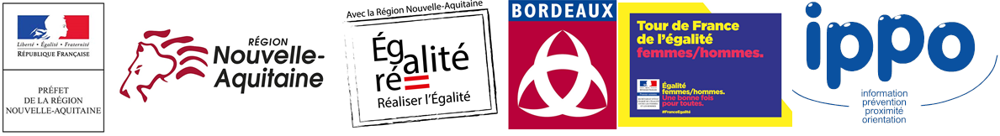 Liberté • Égalité • Fraternité
RÉPUBLIQUE FRANÇAISE
PRÉFET
DE LA RÉGION
NOUVELLE-AQUITAINE
RÉGION
Nouvelle-
Aquitaine
Avec la Région Nouvelle-Aquitaine
Égalité
réalité
Réaliser l'Égalité
BORDEAUX
Tour de France
de l'égalité
femmes/hommes.
Égalité
femmes/hommes.
Une bonne fois
pour toutes.
#FranceEgalité
ippo
information
prévention
proximité
orientation